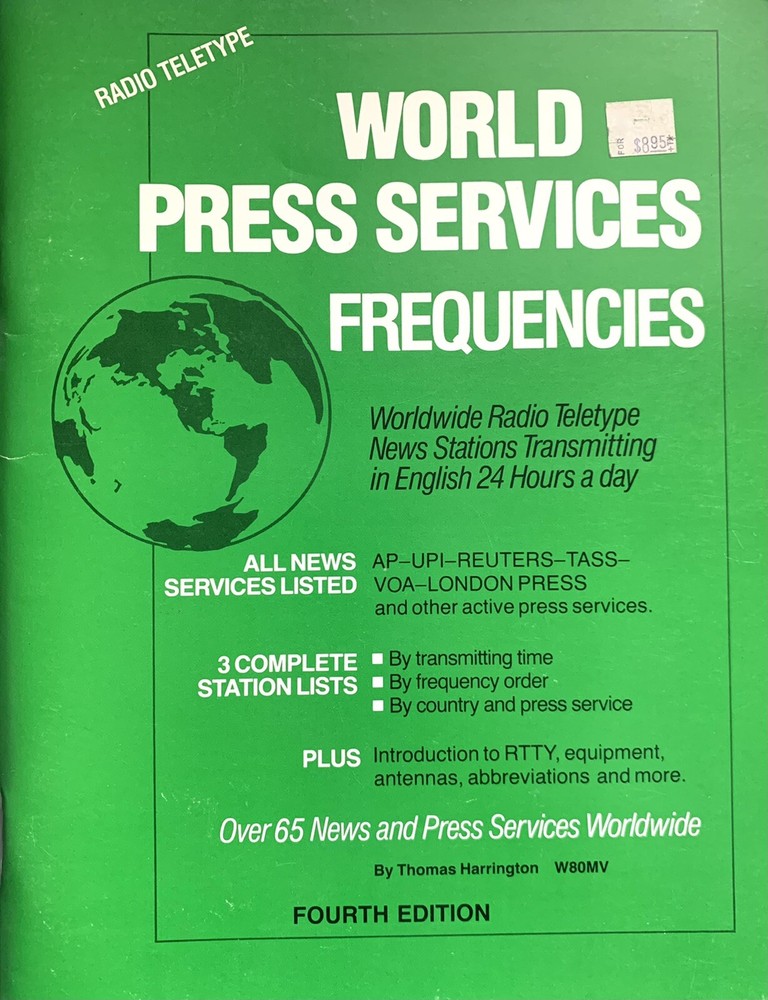 RADIO TELETYPE
WORLD
FOR $8.95
PRESS SERVICES
FREQUENCIES
Worldwide Radio Teletype
News Stations Transmitting
in English 24 Hours a day
ALL NEWS
SERVICES LISTED
AP–UPI–REUTERS–TASS–
VOA–LONDON PRESS
and other active press services.
3 COMPLETE
STATION LISTS
■ By transmitting time
■ By frequency order
■ By country and press service
PLUS
Introduction to RTTY, equipment,
antennas, abbreviations and more.
Over 65 News and Press Services Worldwide
By Thomas Harrington W8OMV
FOURTH EDITION